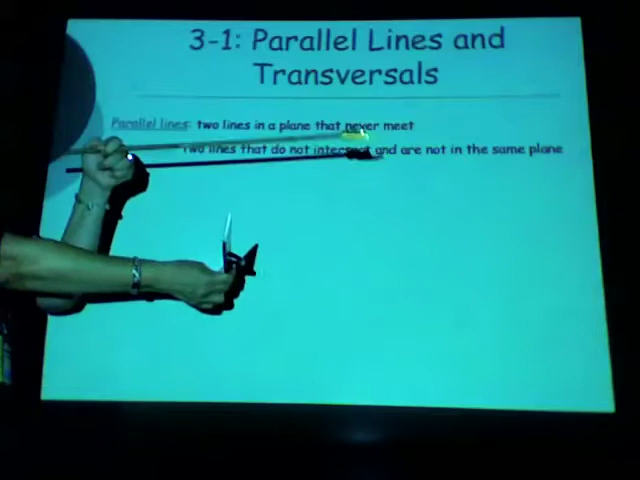 3-1: Parallel Lines and
Transversals
Parallel lines: two lines in a plane that never meet
two lines that do not intersect and are not in the same plane